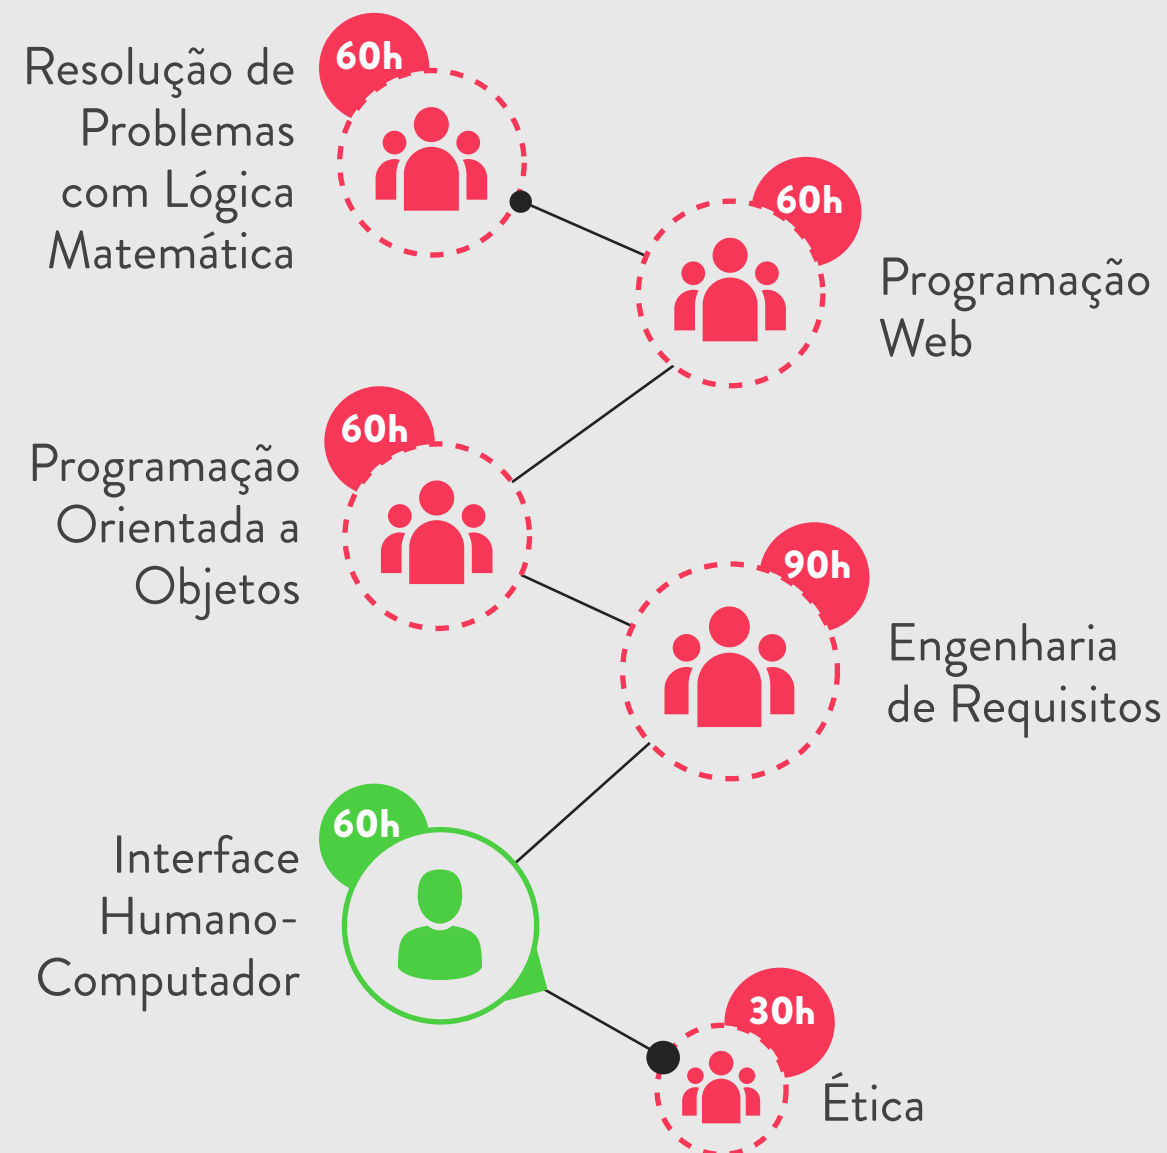 60h
Resolução de
Problemas
com Lógica
Matemática
60h
Programação
Web
60h
Programação
Orientada a
Objetos
90h
Engenharia
de Requisitos
60h
Interface
Humano-
Computador
30h
Ética